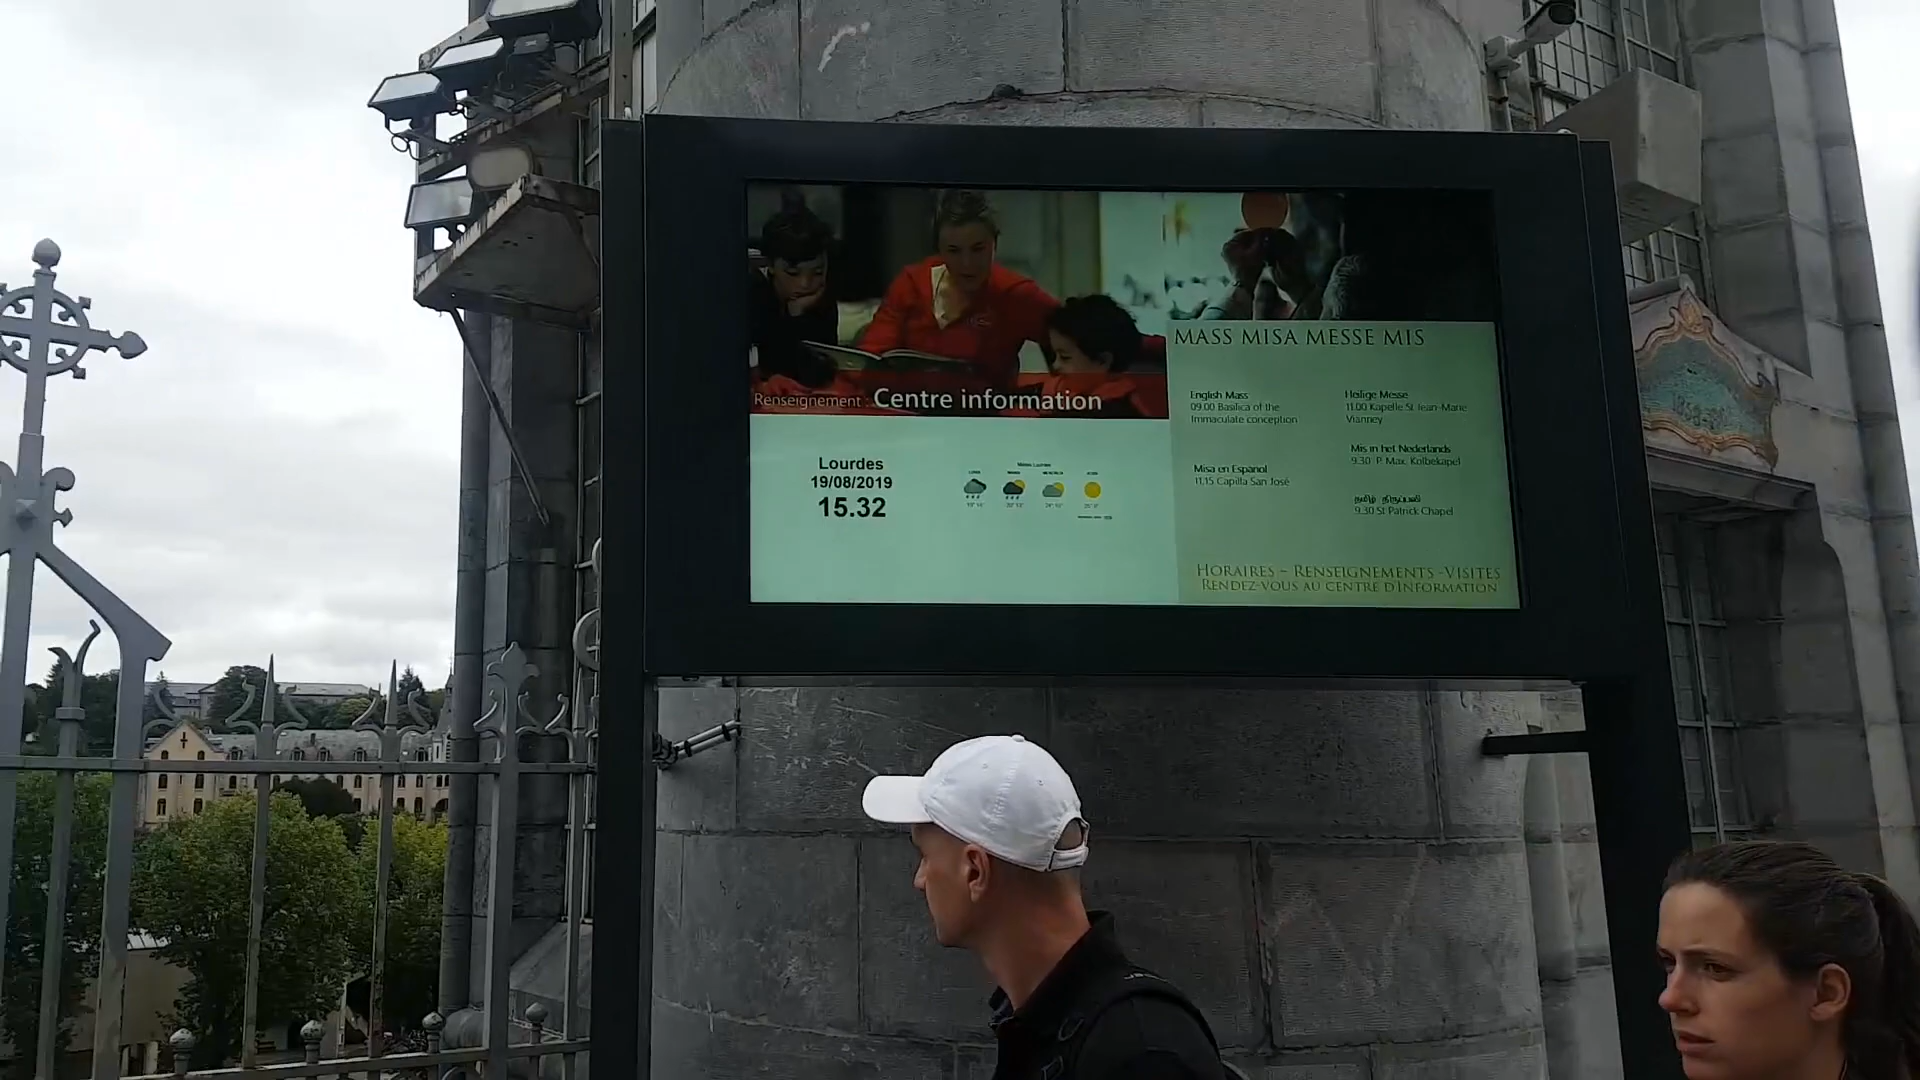 Renseignement : Centre information
Lourdes
19/08/2019
15.32
MASS MISA MESSE MIS
English Mass
09.00 Basilica of the
Immaculate conception
Misa en Español
11.15 Capilla San José
Heilige Messe
11.00 Kapelle St Jean-Marie
Vianney
Mis in het Nederlands
9.30 P. Max. Kolbekapel
தமிழ் திருப்பலி
9.30 St Patrick Chapel
HORAIRES – RENSEIGNEMENTS -VISITES
RENDEZ-VOUS AU CENTRE D'INFORMATION